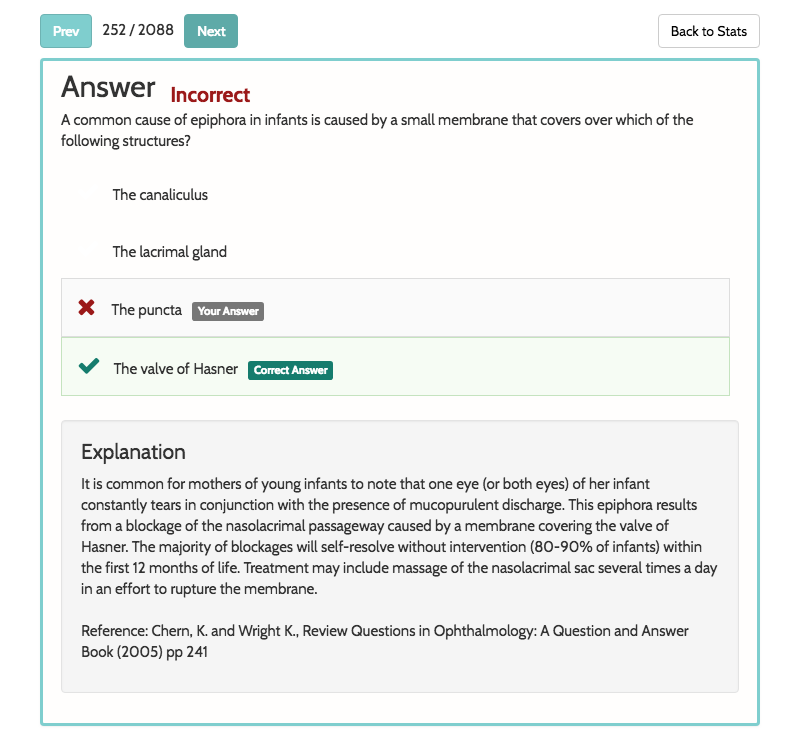 Prev 252 / 2088 Next Back to Stats
Answer Incorrect
A common cause of epiphora in infants is caused by a small membrane that covers over which of the
following structures?
The canaliculus
The lacrimal gland
The puncta Your Answer
The valve of Hasner Correct Answer
Explanation
It is common for mothers of young infants to note that one eye (or both eyes) of her infant
constantly tears in conjunction with the presence of mucopurulent discharge. This epiphora results
from a blockage of the nasolacrimal passageway caused by a membrane covering the valve of
Hasner. The majority of blockages will self-resolve without intervention (80-90% of infants) within
the first 12 months of life. Treatment may include massage of the nasolacrimal sac several times a day
in an effort to rupture the membrane.
Reference: Chern, K. and Wright K., Review Questions in Ophthalmology: A Question and Answer
Book (2005) pp 241